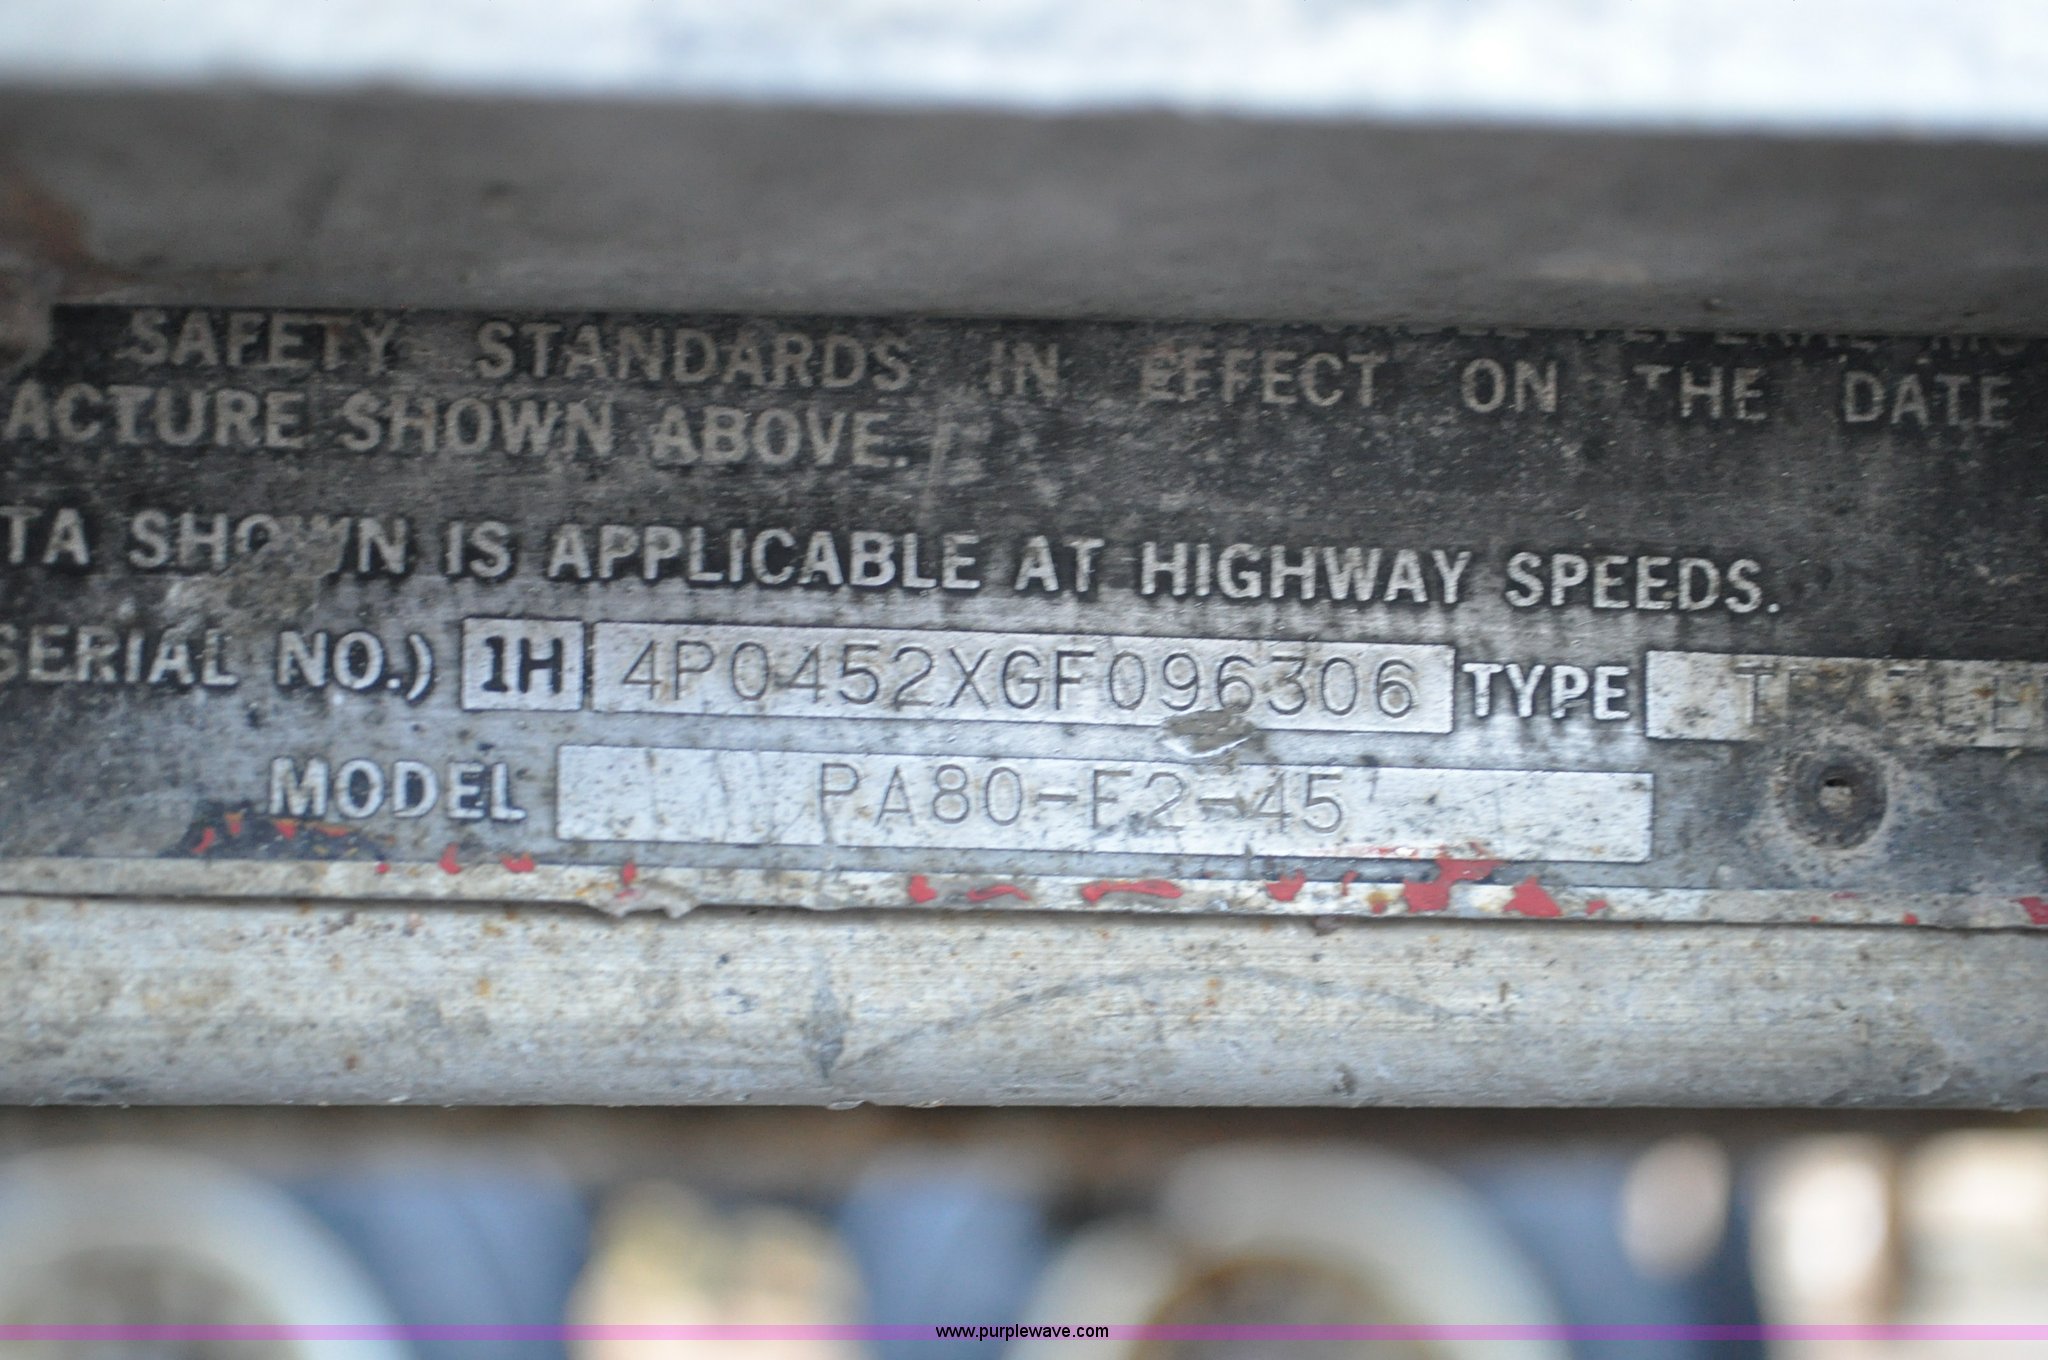 SAFETY STANDARDS IN EFFECT ON THE DATE
ACTURE SHOWN ABOVE.
TA SHOWN IS APPLICABLE AT HIGHWAY SPEEDS.
SERIAL NO.) 1H 4P0452XGF096306 TYPE
MODEL PA80-F2-45
www.purplewave.com